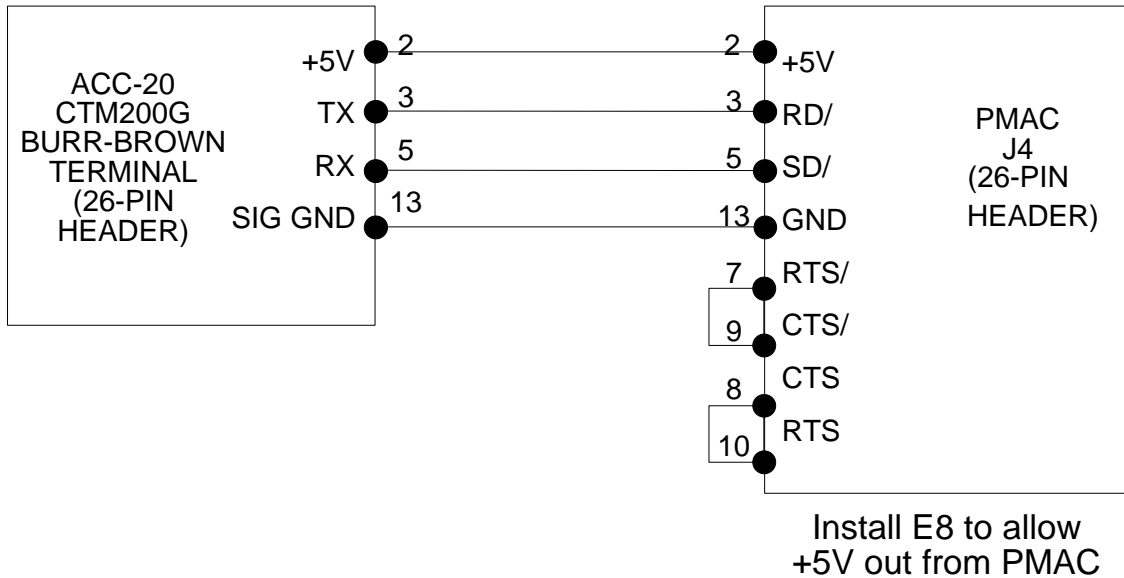 ACC-20
CTM200G
BURR-BROWN
TERMINAL
(26-PIN
HEADER)
+5V 2
TX 3
RX 5
SIG GND 13
2 +5V
3 RD/
5 SD/
13 GND
7 RTS/
9 CTS/
8 CTS
10 RTS
PMAC
J4
(26-PIN
HEADER)
Install E8 to allow
+5V out from PMAC